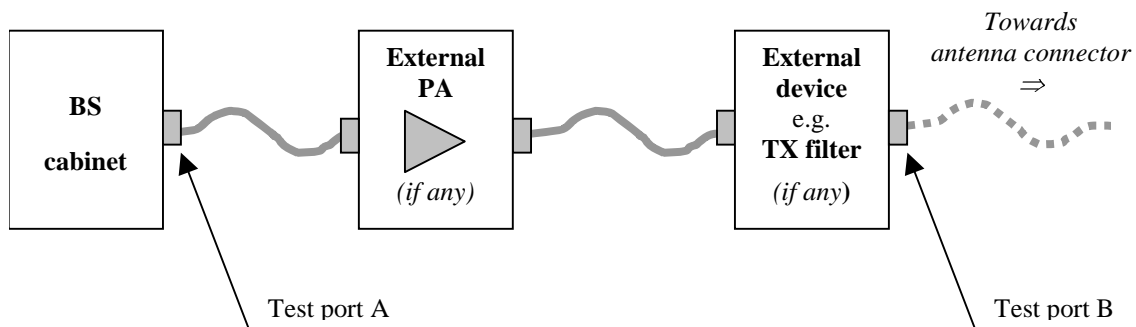 BS
cabinet
External
PA
(if any)
External
device
e.g.
TX filter
(if any)
Towards
antenna connector
⇒
Test port A
Test port B